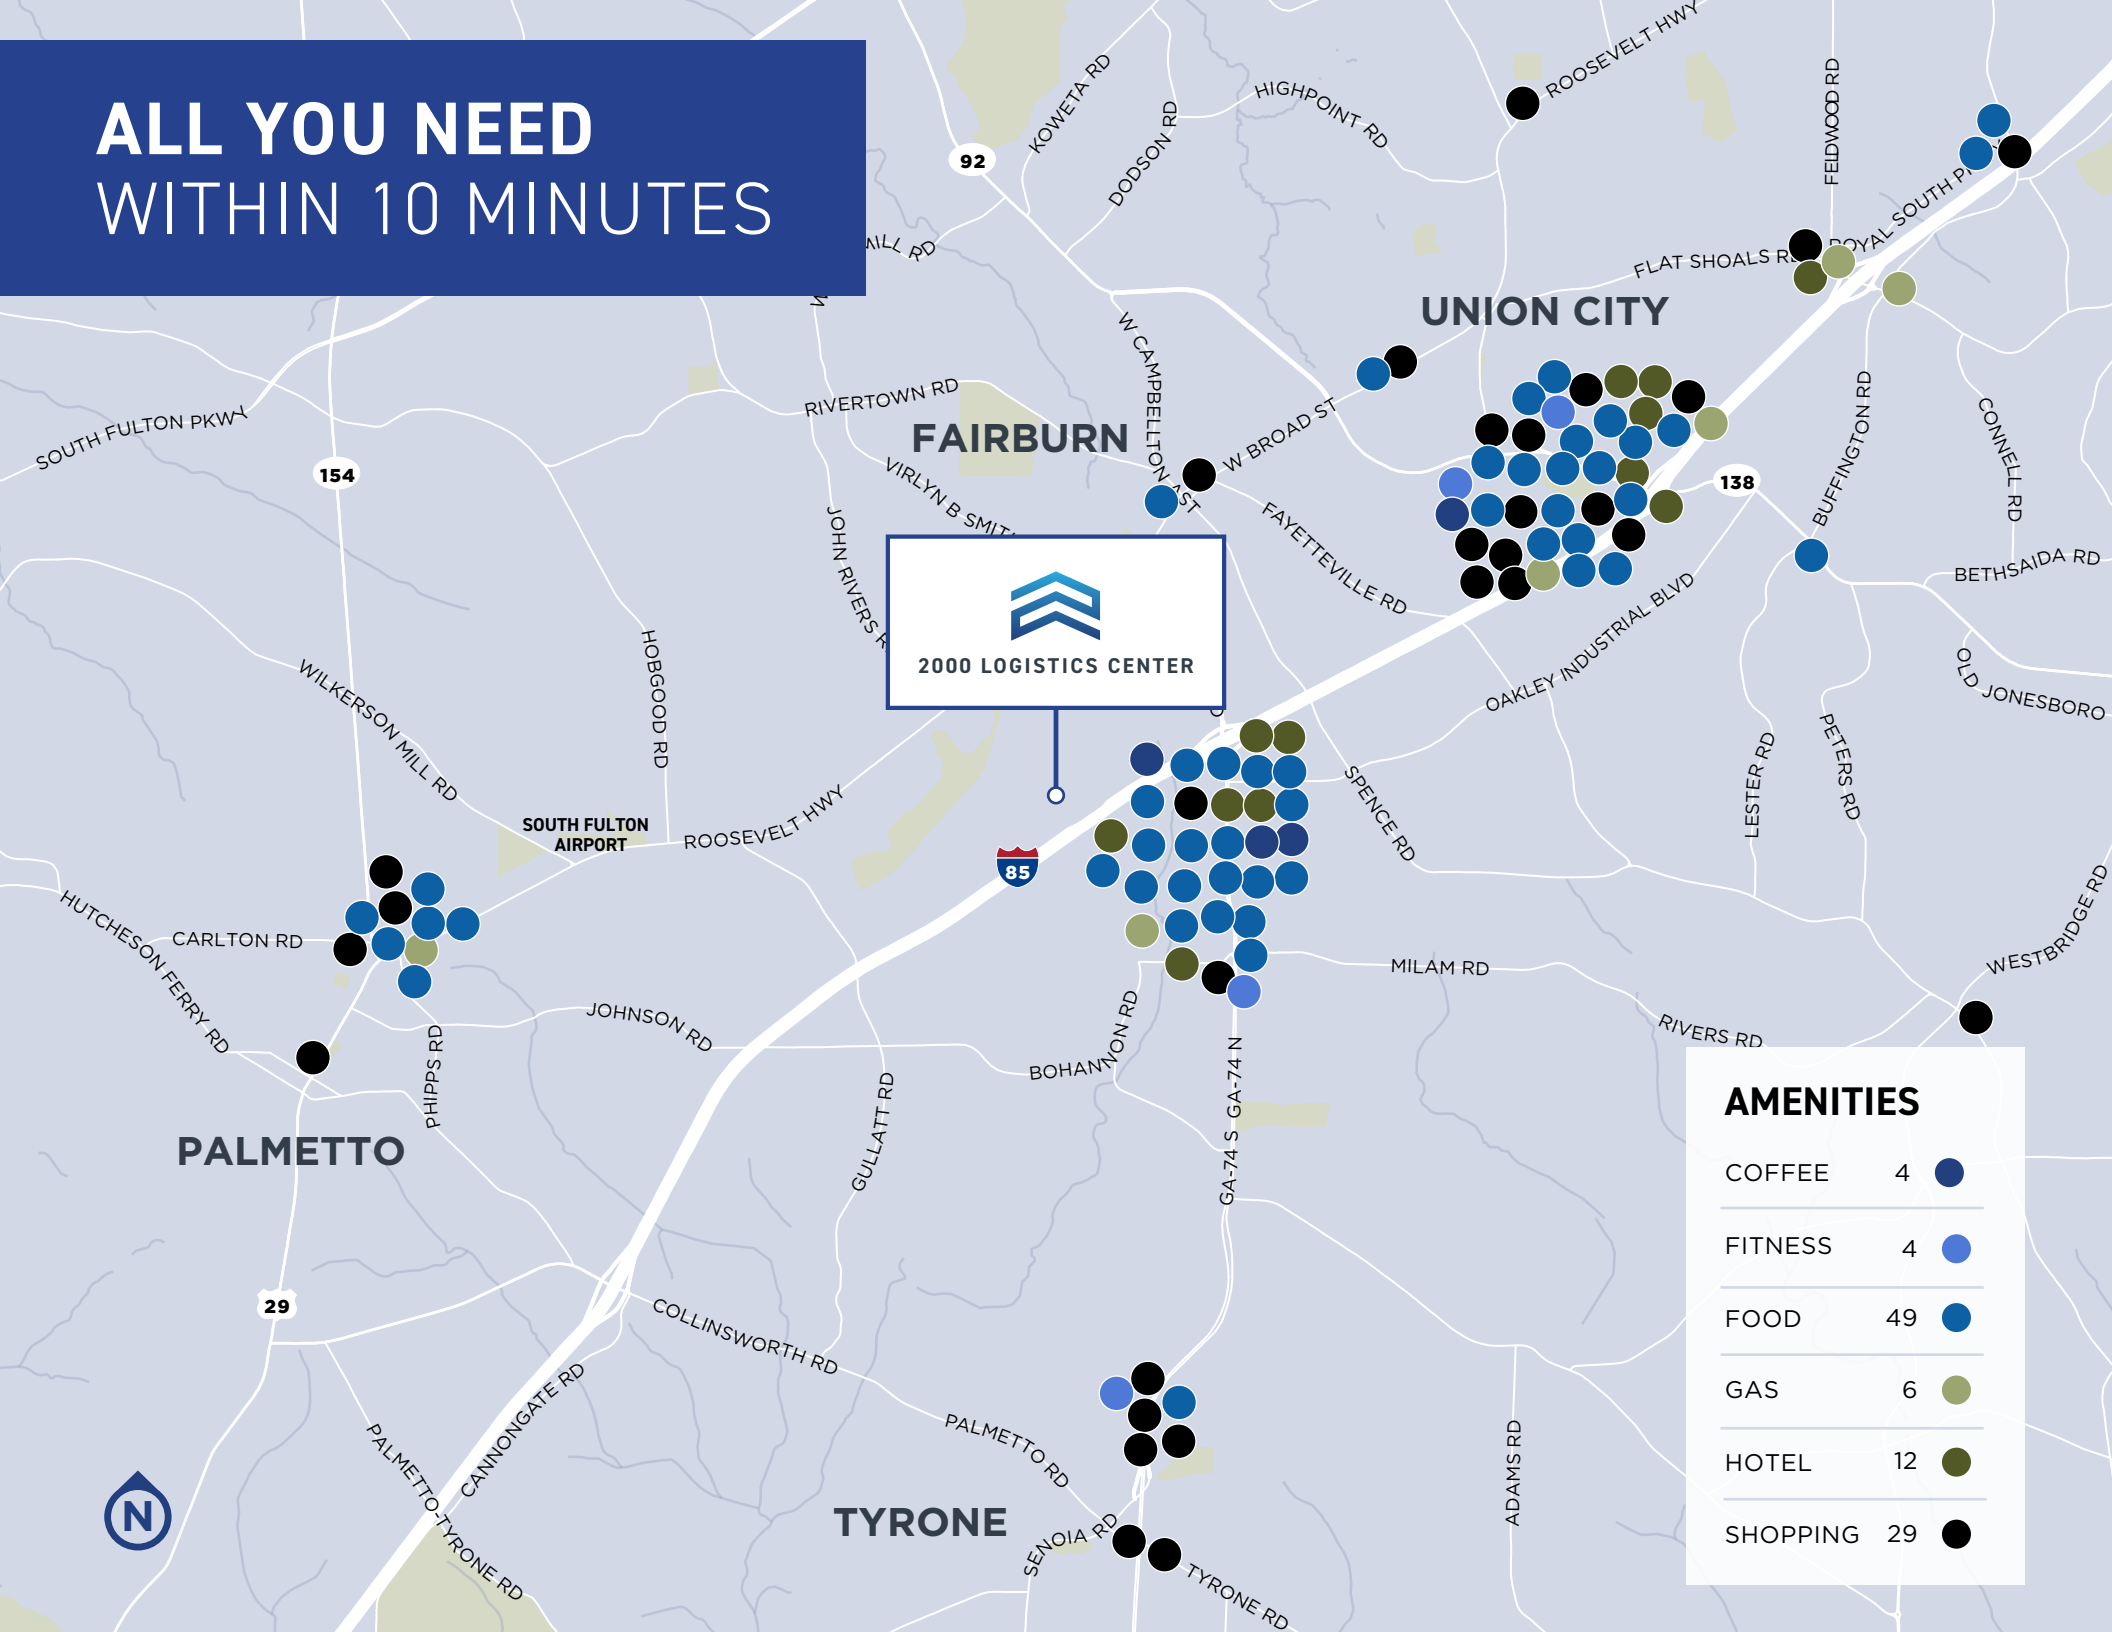 ALL YOU NEED
WITHIN 10 MINUTES
ROOSEVELT HWY
KOWETA RD
HIGHPOINT RD
DODSON RD
FELDWOOD RD
92
MILL RD
FLAT SHOALS RD
ROYAL SOUTH P
UNION CITY
W CAMPBELLTON
RIVERTOWN RD
FAIRBURN
W BROAD ST
SOUTH FULTON PKWY
154
VIRLYN B SMITH
138
BUFFINGTON RD
CONNELL RD
JOHN RIVERS R
FAYETTEVILLE RD
BETHSAIDA RD
2000 LOGISTICS CENTER
OAKLEY INDUSTRIAL BLVD
OLD JONESBORO
WILKERSON MILL RD
HOBGOOD RD
PETERS RD
LESTER RD
SPENCE RD
SOUTH FULTON
AIRPORT
ROOSEVELT HWY
85
HUTCHESON FERRY RD
CARLTON RD
MILAM RD
WESTBRIDGE RD
JOHNSON RD
RIVERS RD
BOHANNON RD
PHIPPS RD
GULLATT RD
GA-74 N
GA-74 S
PALMETTO
29
COLLINSWORTH RD
CANNONGATE RD
PALMETTO-TYRONE RD
PALMETTO RD
TYRONE
SENOIA RD
TYRONE RD
ADAMS RD
N
AMENITIES
COFFEE 4
FITNESS 4
FOOD 49
GAS 6
HOTEL 12
SHOPPING 29